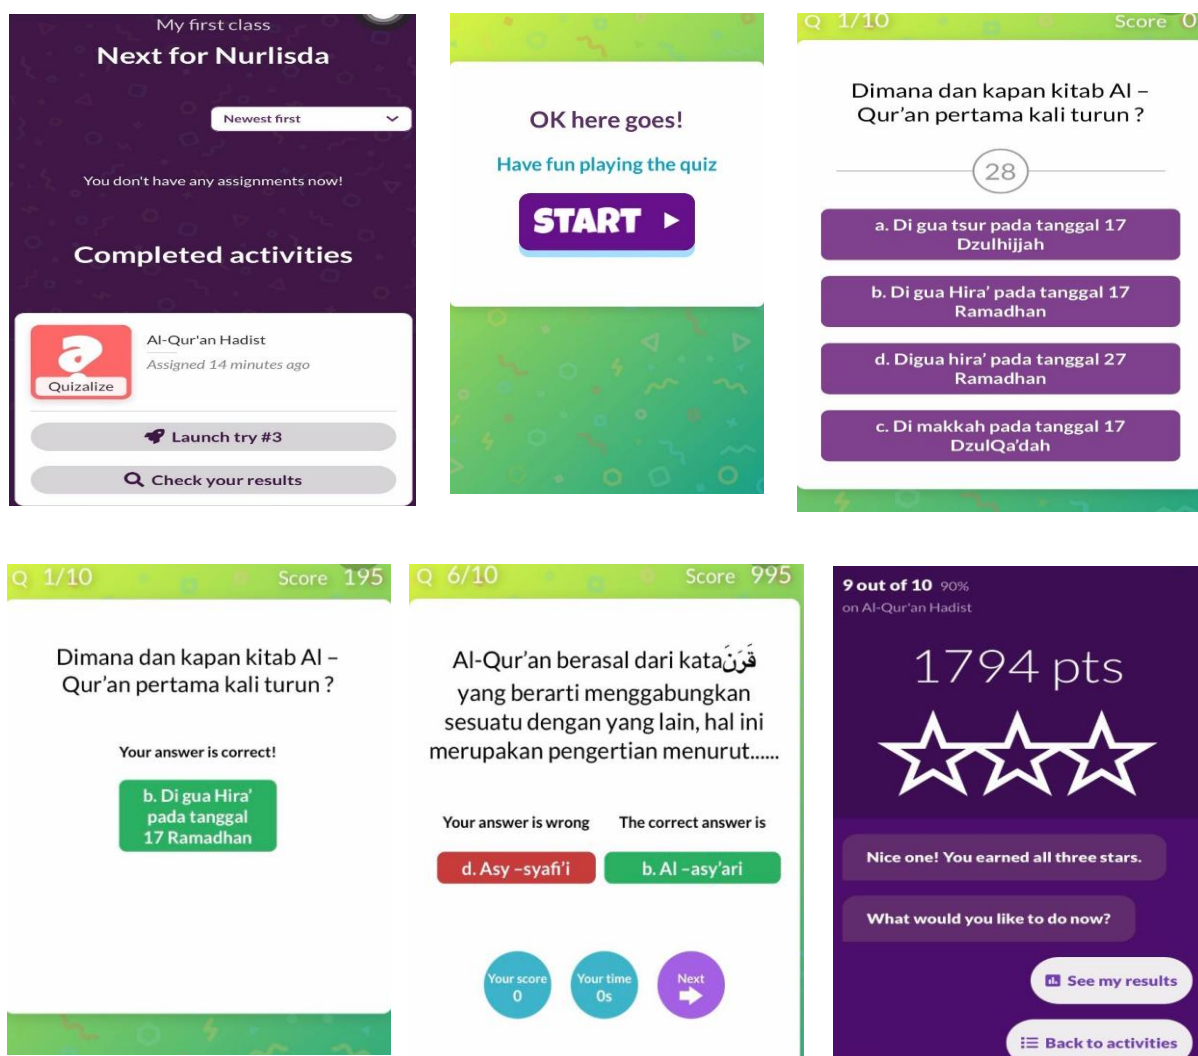 My first class
Next for Nurlisda
Newest first
You don't have any assignments now!
Completed activities
Quizalize
Al-Qur'an Hadist
Assigned 14 minutes ago
Launch try #3
Check your results
OK here goes!
Have fun playing the quiz
START
Q 1/10 Score 0
Dimana dan kapan kitab Al –
Qur’an pertama kali turun ?
28
a. Di gua tsur pada tanggal 17
Dzulhijjah
b. Di gua Hira’ pada tanggal 17
Ramadhan
d. Digua hira’ pada tanggal 27
Ramadhan
c. Di makkah pada tanggal 17
DzulQa’dah
Q 1/10 Score 195
Dimana dan kapan kitab Al –
Qur’an pertama kali turun ?
Your answer is correct!
b. Di gua Hira’
pada tanggal
17 Ramadhan
Q 6/10 Score 995
Al-Qur’an berasal dari kata قَرَنَ
yang berarti menggabungkan
sesuatu dengan yang lain, hal ini
merupakan pengertian menurut......
Your answer is wrong
The correct answer is
d. Asy –syafi’i
b. Al –asy’ari
Your score
0
Your time
0s
Next
9 out of 10 90%
on Al-Qur'an Hadist
1794 pts
Nice one! You earned all three stars.
What would you like to do now?
See my results
Back to activities